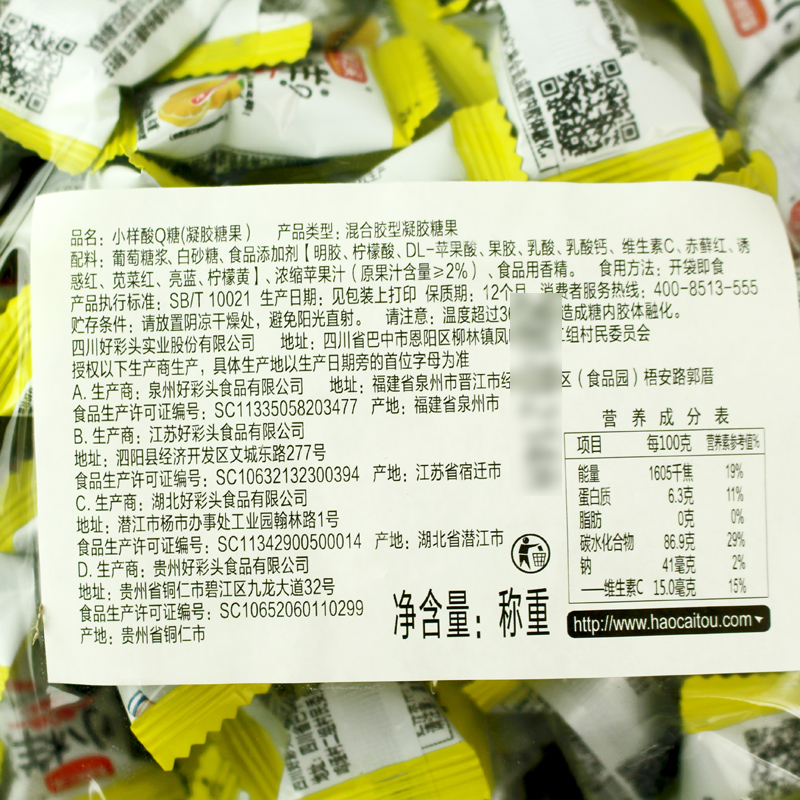 品名：小样酸Q糖(凝胶糖果）　产品类型：混合胶型凝胶糖果
配料：葡萄糖浆、白砂糖、食品添加剂【明胶、柠檬酸、DL-苹果酸、果胶、乳酸、乳酸钙、维生素C、赤藓红、诱
惑红、苋菜红、亮蓝、柠檬黄】、浓缩苹果汁（原果汁含量≥2%）、食品用香精。　食用方法：开袋即食
产品执行标准：SB/T 10021 生产日期：见包装上打印 保质期：12个月 消费者服务热线：400-8513-555
贮存条件：请放置阴凉干燥处，避免阳光直射。　请注意：温度超过3 造成糖内胶体融化。
四川好彩头实业股份有限公司　地址：四川省巴中市恩阳区柳林镇凤 组村民委员会
授权以下生产商生产，具体生产地以生产日期旁的首位字母为准
A. 生产商：泉州好彩头食品有限公司　地址：福建省泉州市晋江市经 区（食品园）梧安路郭厝
食品生产许可证编号：SC11335058203477 产地：福建省泉州市
B. 生产商：江苏好彩头食品有限公司
地址：泗阳县经济开发区文城东路277号
食品生产许可证编号：SC10632132300394 产地：江苏省宿迁市
C. 生产商：湖北好彩头食品有限公司
地址：潜江市杨市办事处工业园翰林路1号
食品生产许可证编号：SC11342900500014 产地：湖北省潜江市
D. 生产商：贵州好彩头食品有限公司
地址：贵州省铜仁市碧江区九龙大道32号
食品生产许可证编号：SC10652060110299
产地：贵州省铜仁市
净含量：称重
营养成分表
项目 每100克 营养素参考值%
能量 1605千焦 19%
蛋白质 6.3克 11%
脂肪 0克 0%
碳水化合物 86.9克 29%
钠 41毫克 2%
——维生素C 15.0毫克 15%
http://www.haocaitou.com